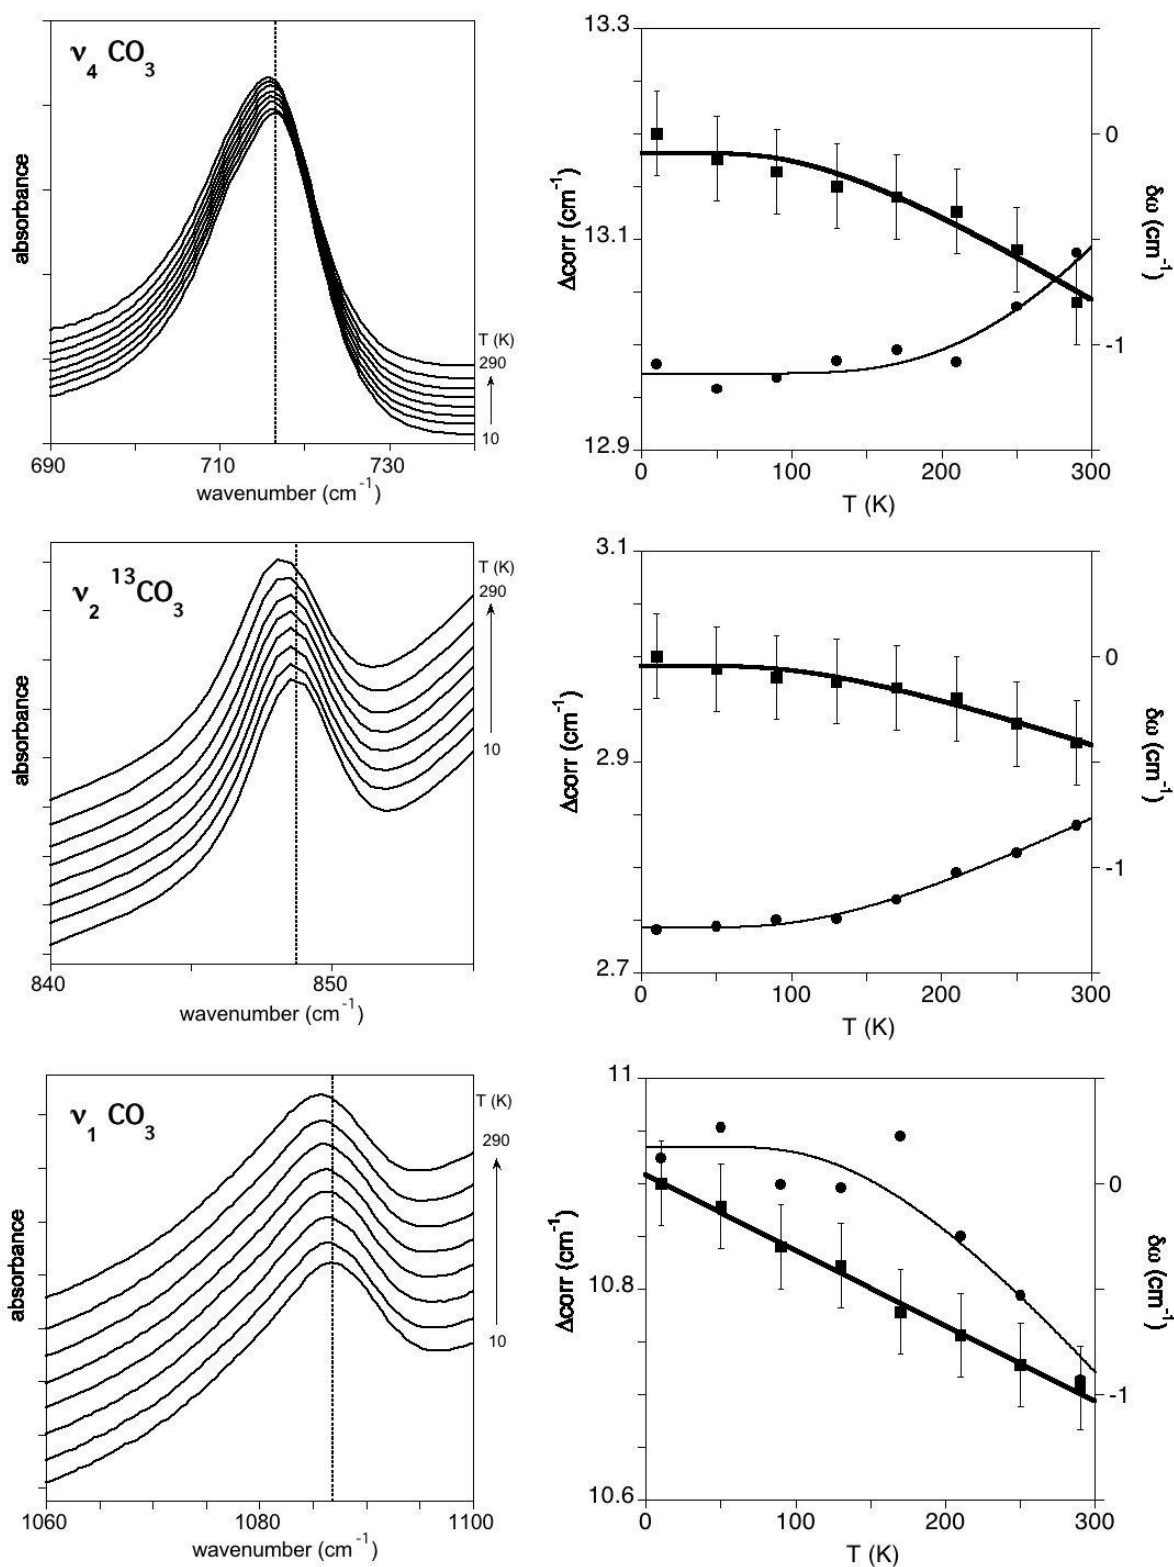 ν4 CO3
absorbance
T (K)
290
10
690
710
730
wavenumber (cm-1)
13.3
13.1
12.9
Δcorr (cm-1)
0
-1
δω (cm-1)
0
100
200
300
T (K)
ν2 13CO3
absorbance
T (K)
290
10
840
850
wavenumber (cm-1)
3.1
2.9
2.7
Δcorr (cm-1)
0
-1
δω (cm-1)
0
100
200
300
T (K)
ν1 CO3
absorbance
T (K)
290
10
1060
1080
1100
wavenumber (cm-1)
11
10.8
10.6
Δcorr (cm-1)
0
-1
δω (cm-1)
0
100
200
300
T (K)